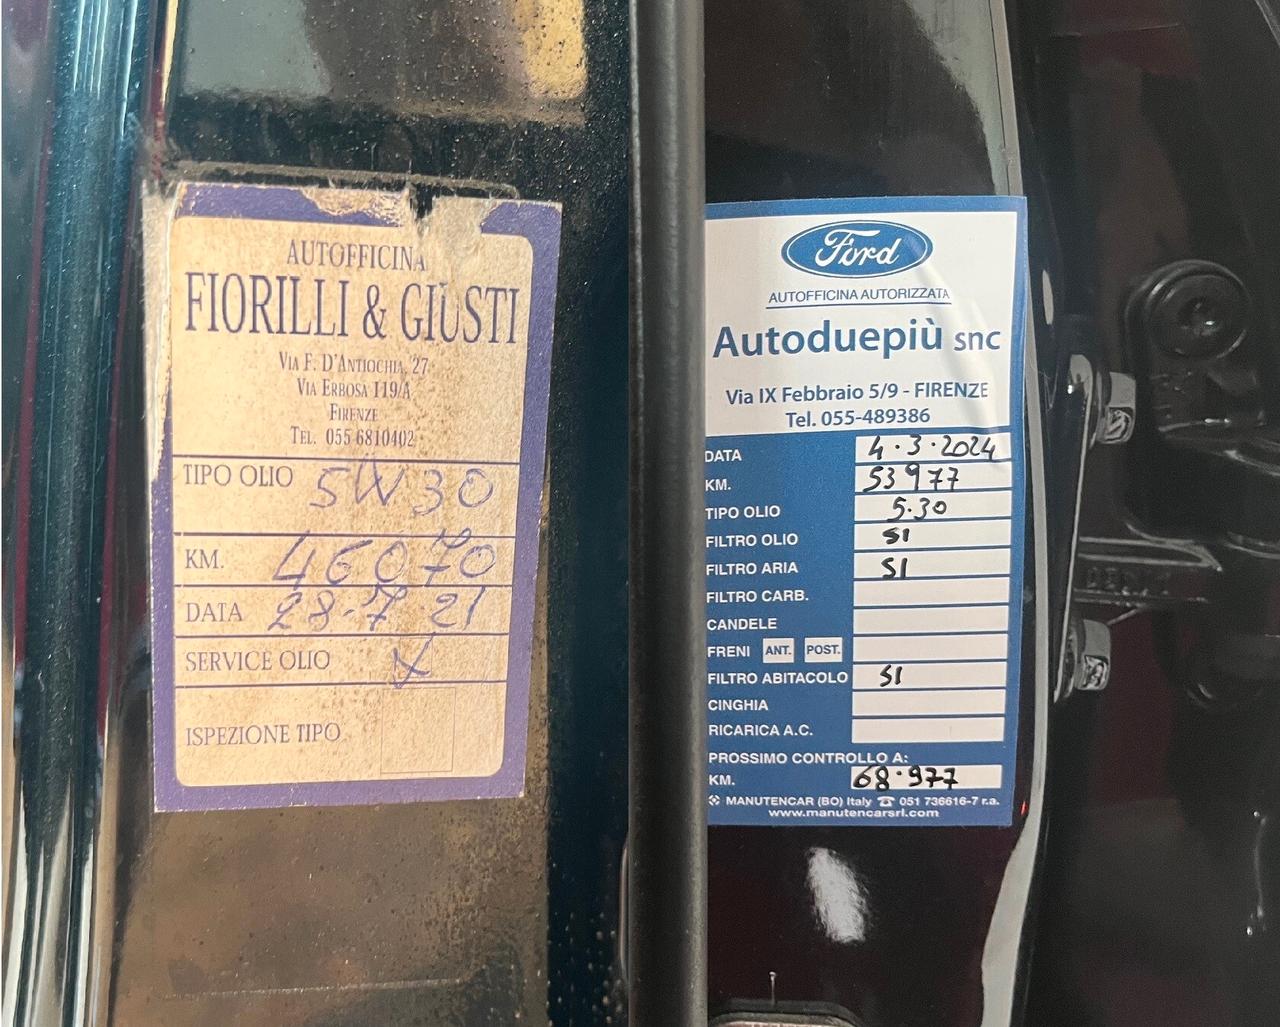 AUTOFFICINA
FIORILLI & GIUSTI
VIA F. D'ANTIOCHIA, 27
VIA ERBOSA 119/A
FIRENZE
TEL. 055 6810402
TIPO OLIO 5W30
KM. 46070
DATA 28-7 21
SERVICE OLIO X
ISPEZIONE TIPO
Ford
AUTOFFICINA AUTORIZZATA
Autoduepiù snc
Via IX Febbraio 5/9 - FIRENZE
Tel. 055-489386
DATA 4·3·2024
KM. 53977
TIPO OLIO 5·30
FILTRO OLIO SI
FILTRO ARIA SI
FILTRO CARB.
CANDELE
FRENI ANT. POST.
FILTRO ABITACOLO SI
CINGHIA
RICARICA A.C.
PROSSIMO CONTROLLO A:
KM. 68·977
MANUTENCAR (BO) Italy ☎ 051 736616-7 r.a.
www.manutencarsrl.com